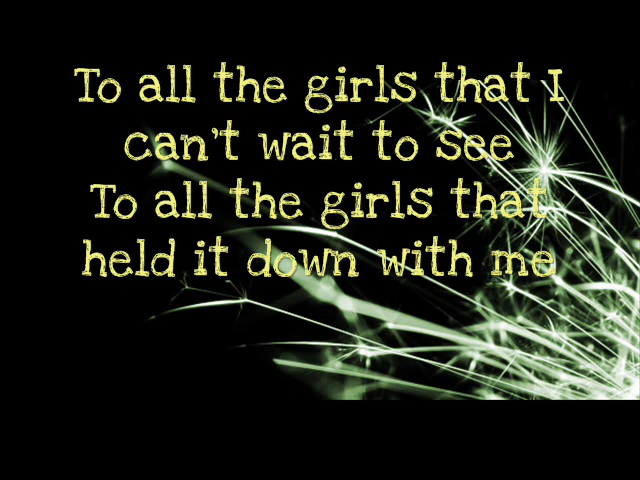 To all the girls that I
can't wait to see
To all the girls that
held it down with me